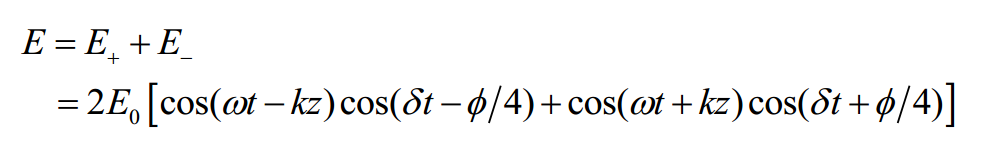 E = E₊ + E₋
= 2E₀[cos(ωt − kz)cos(δt − ϕ/4) + cos(ωt + kz)cos(δt + ϕ/4)]